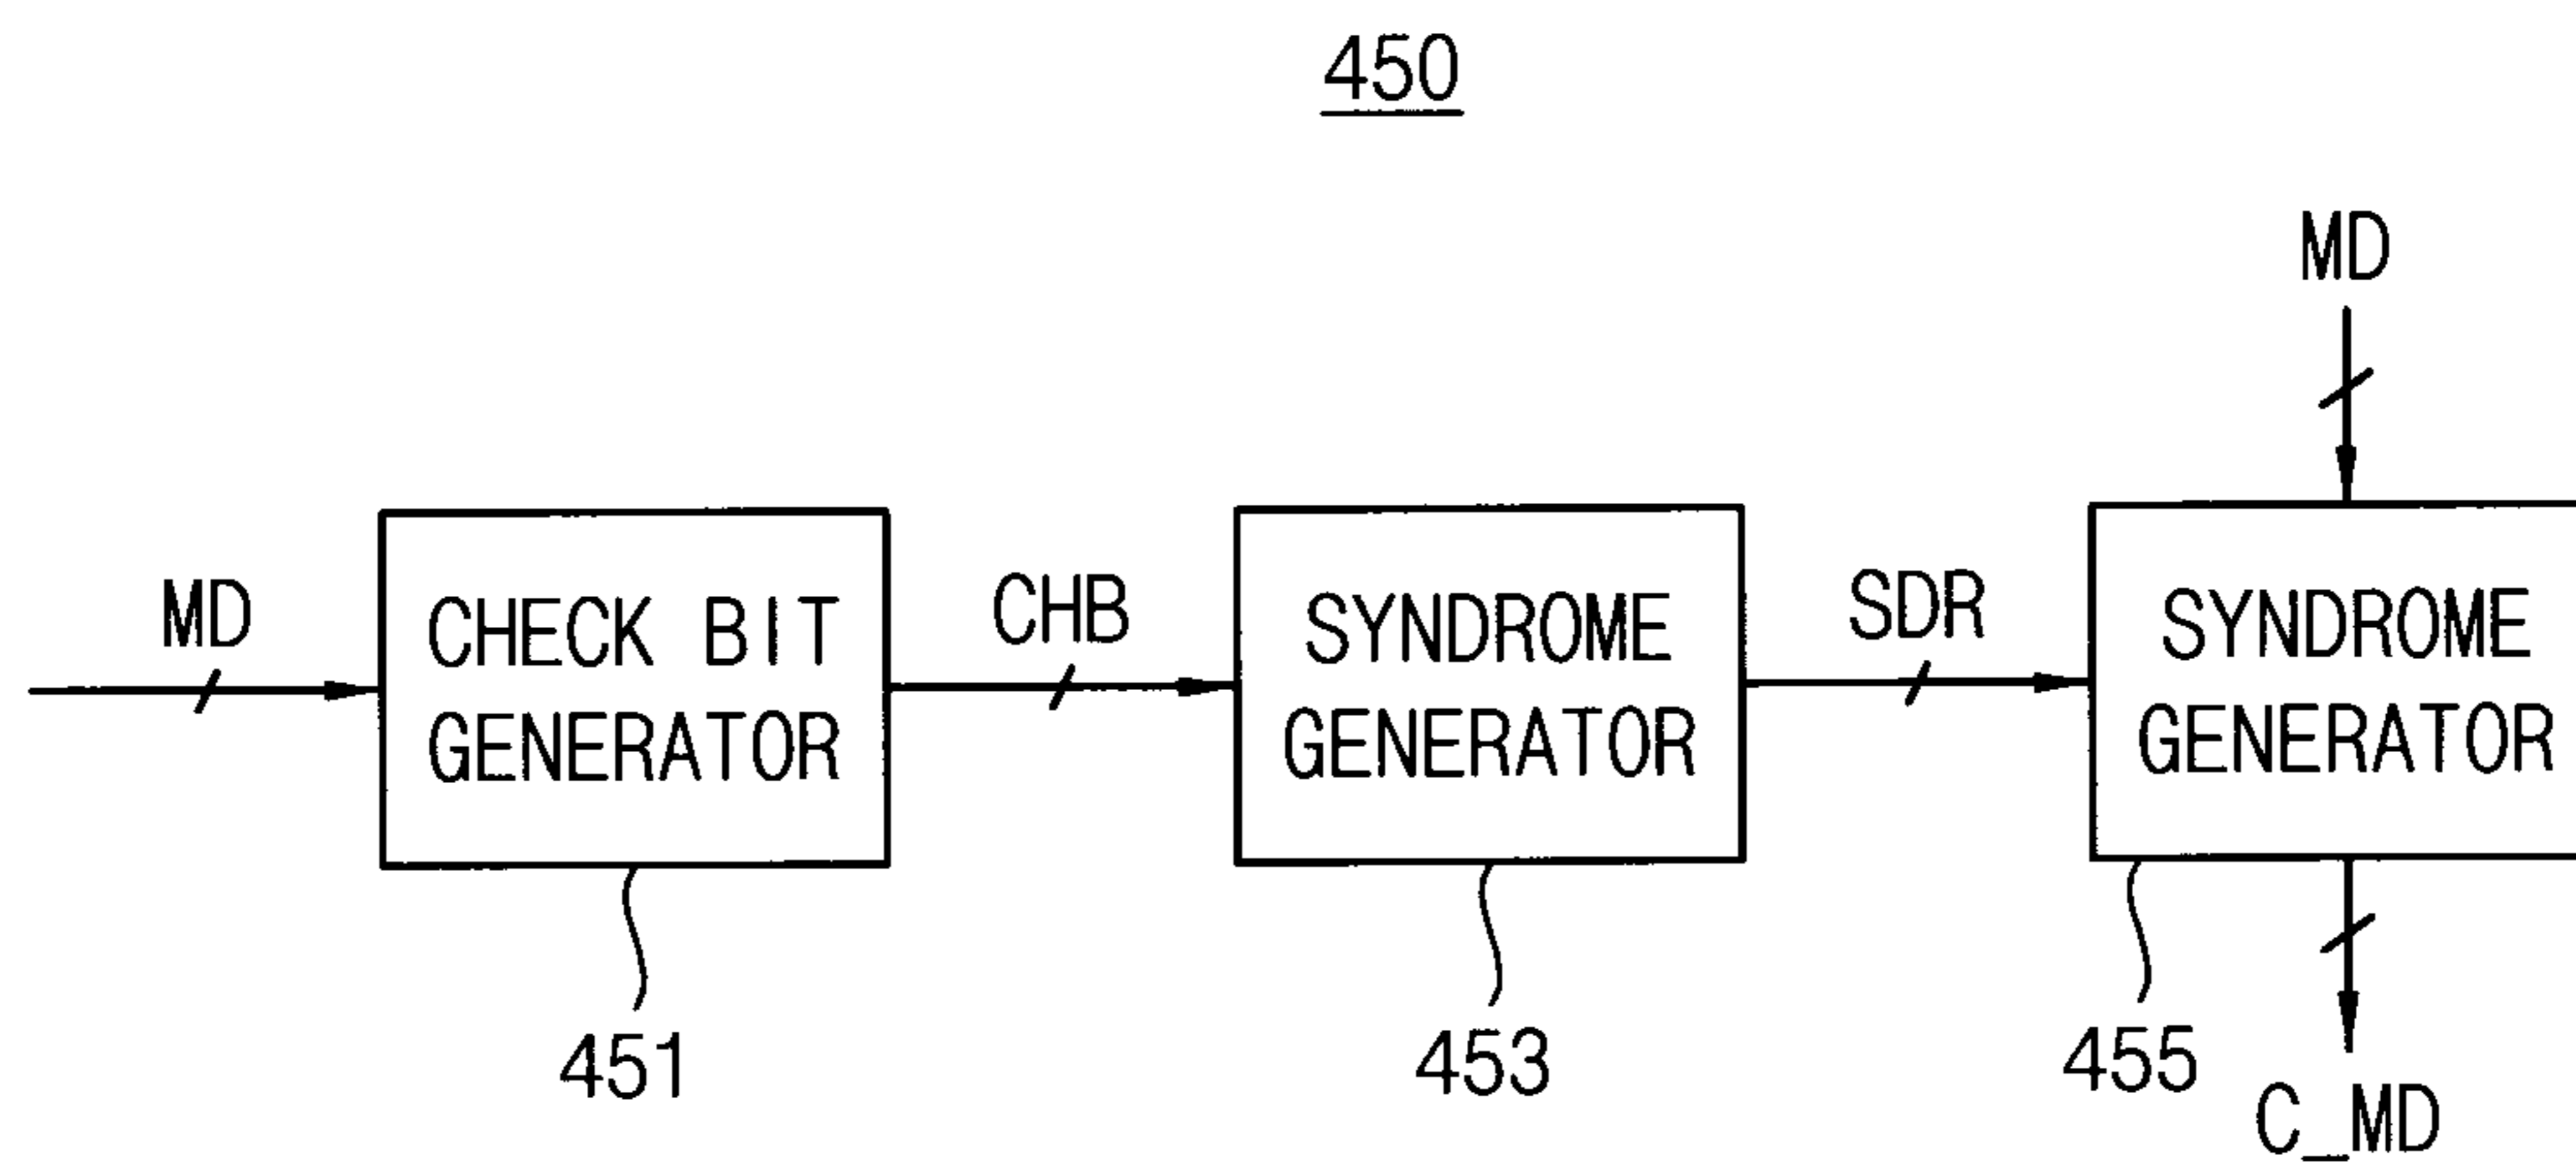 450
MD
MD
CHECK BIT
GENERATOR
CHB
SYNDROME
GENERATOR
SDR
SYNDROME
GENERATOR
451
453
455
C_MD